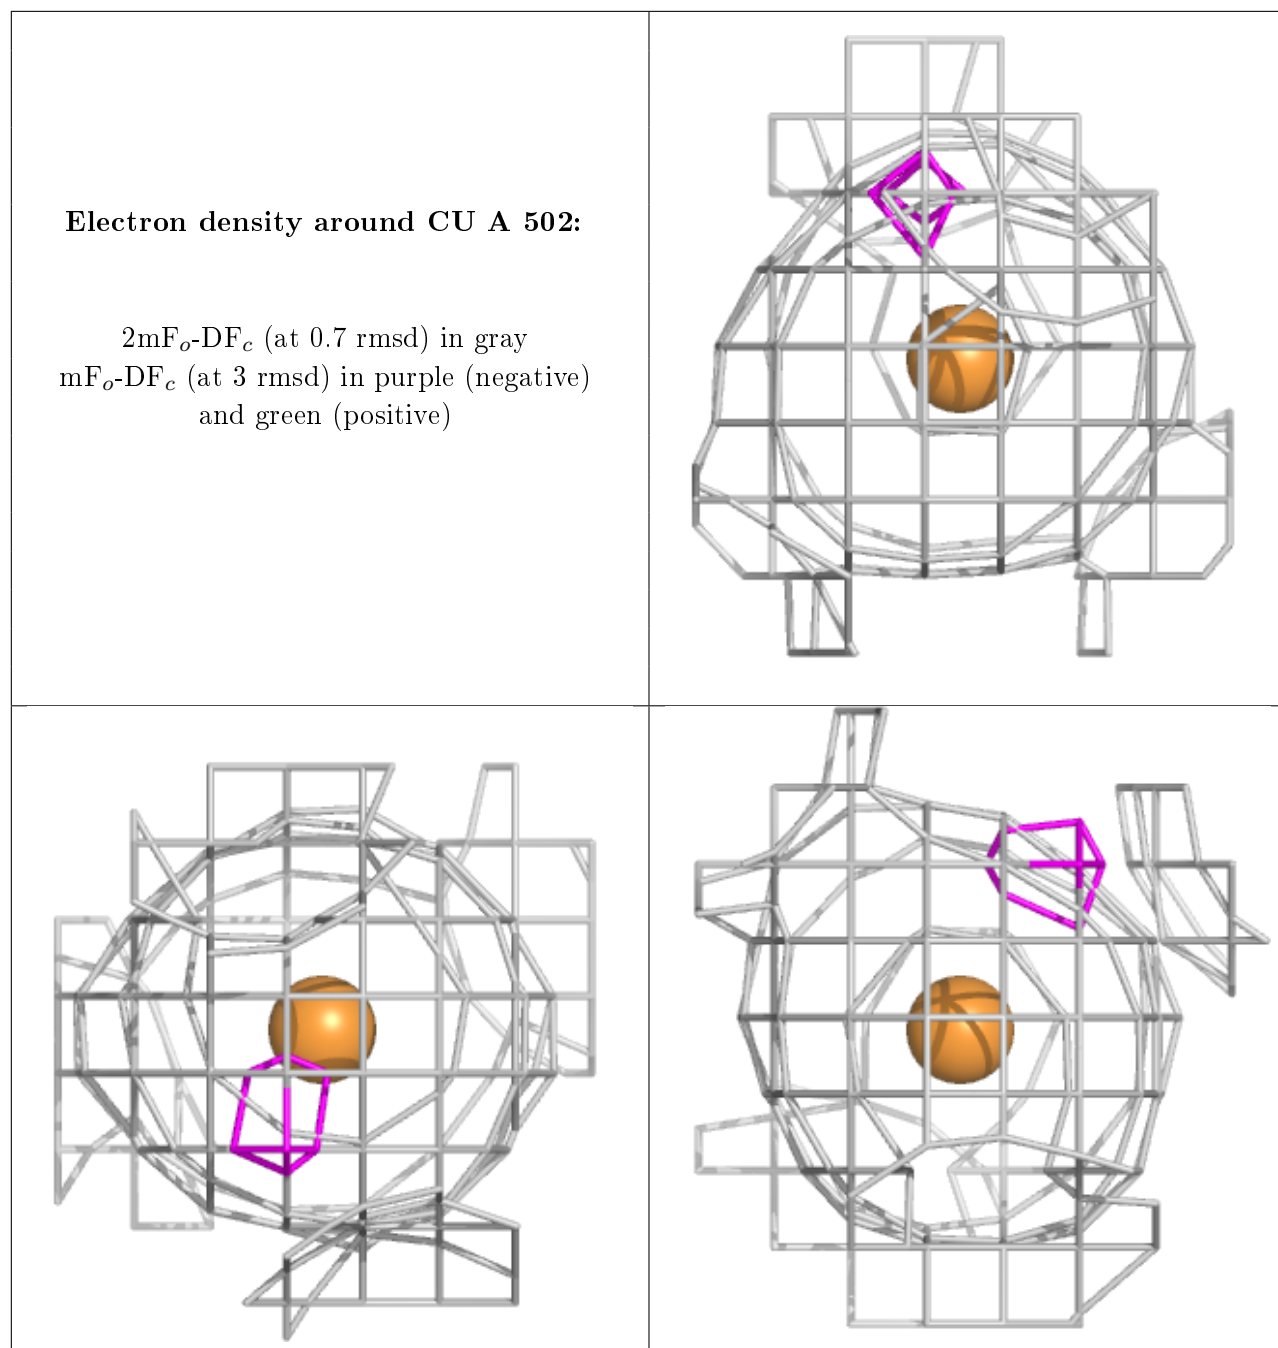 Electron density around CU A 502:
2mFo-DFc (at 0.7 rmsd) in gray
mFo-DFc (at 3 rmsd) in purple (negative)
and green (positive)